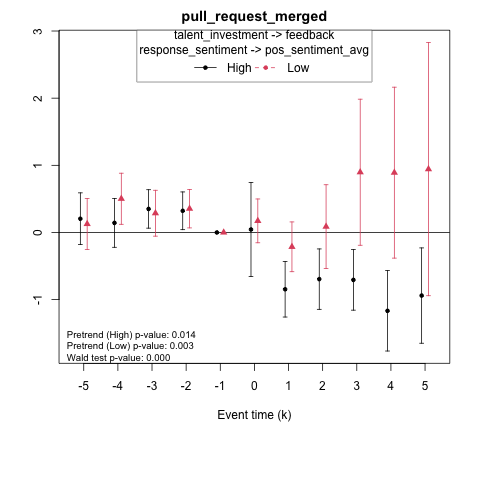 pull_request_merged
talent_investment -> feedback
response_sentiment -> pos_sentiment_avg
High Low
3
2
1
0
-1
Pretrend (High) p-value: 0.014
Pretrend (Low) p-value: 0.003
Wald test p-value: 0.000
-5 -4 -3 -2 -1 0 1 2 3 4 5
Event time (k)